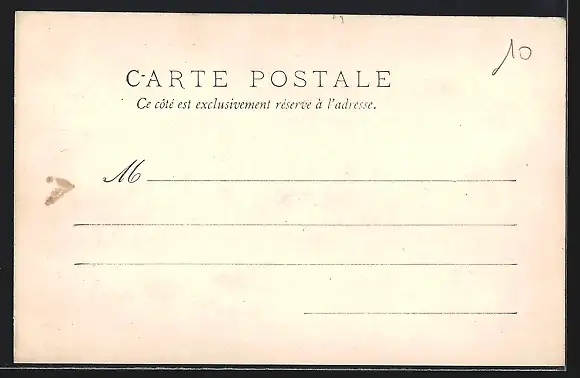 10
CARTE POSTALE
Ce côté est exclusivement réservé à l'adresse.
M